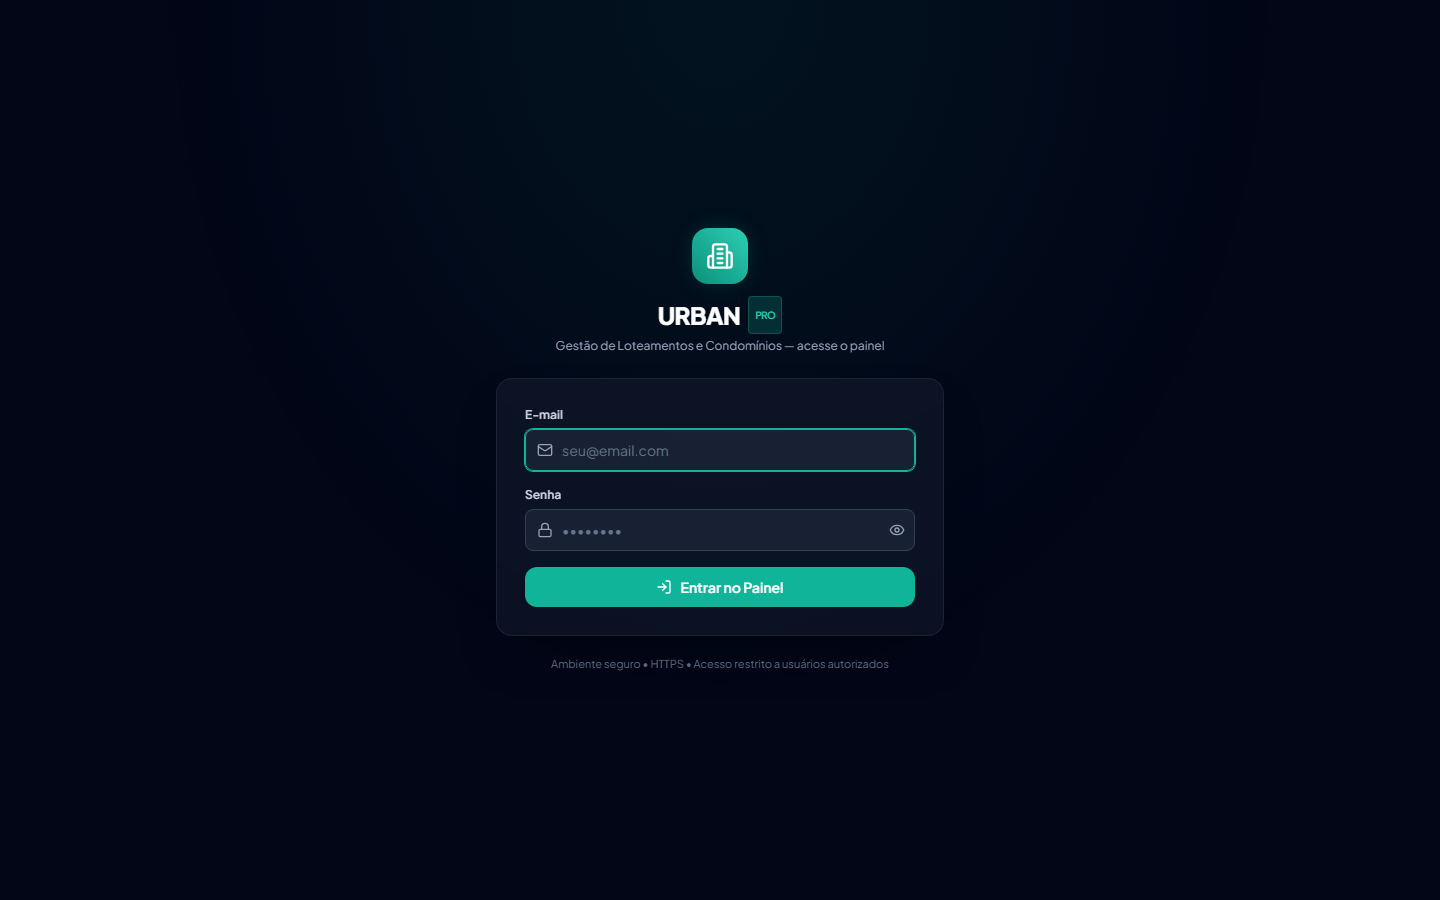 URBAN PRO
Gestão de Loteamentos e Condomínios — acesse o painel
E-mail
seu@email.com
Senha
••••••••
Entrar no Painel
Ambiente seguro • HTTPS • Acesso restrito a usuários autorizados